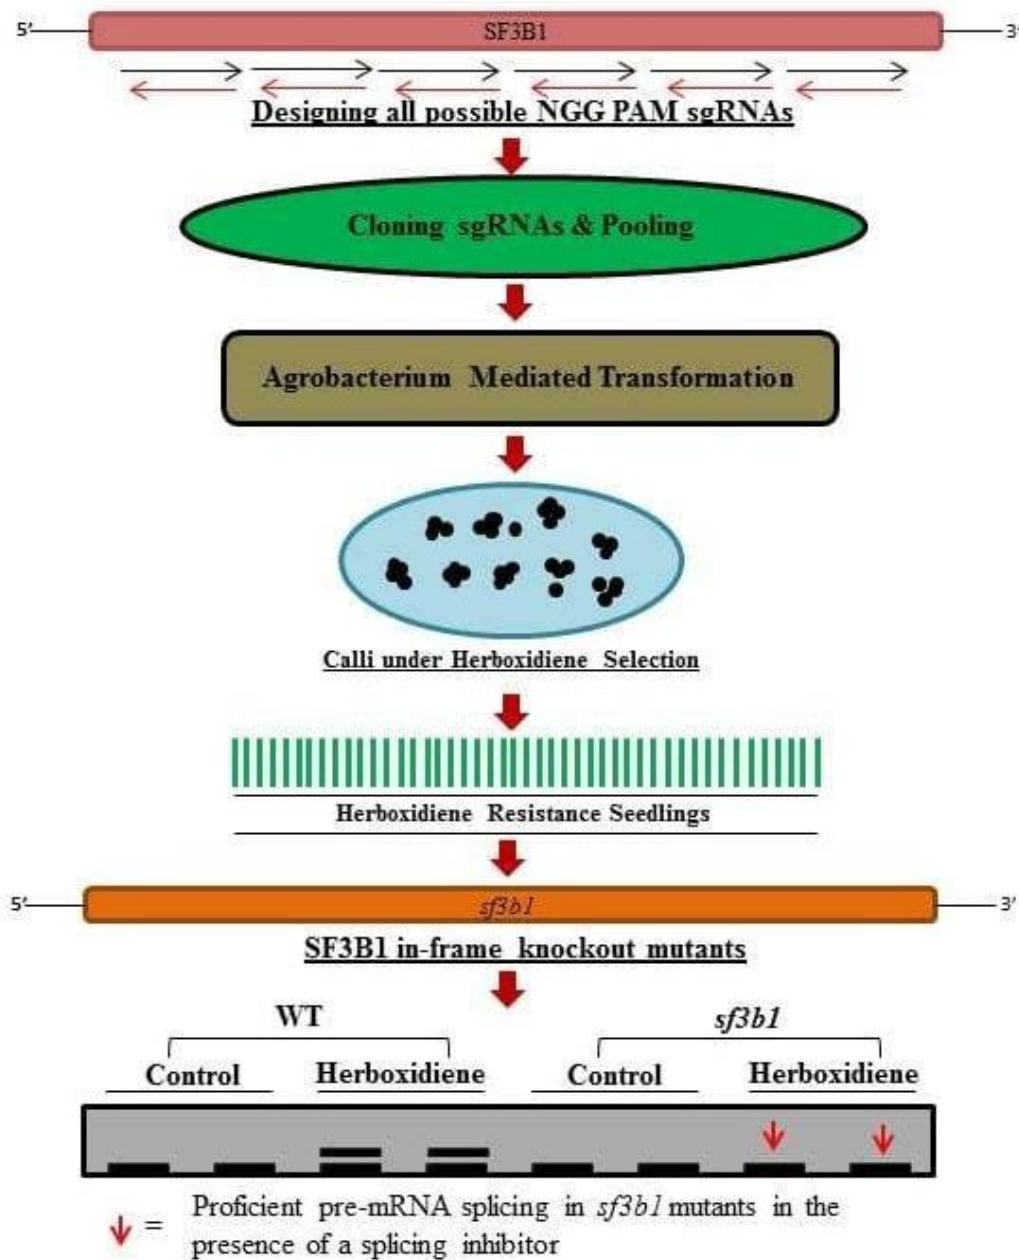 5'
SF3B1
3'
Designing all possible NGG PAM sgRNAs
Cloning sgRNAs & Pooling
Agrobacterium Mediated Transformation
Calli under Herboxidiene Selection
Herboxidiene Resistance Seedlings
5'
sf3b1
3'
SF3B1 in-frame knockout mutants
WT
sf3b1
Control
Herboxidiene
Control
Herboxidiene
= Proficient pre-mRNA splicing in sf3b1 mutants in the
presence of a splicing inhibitor